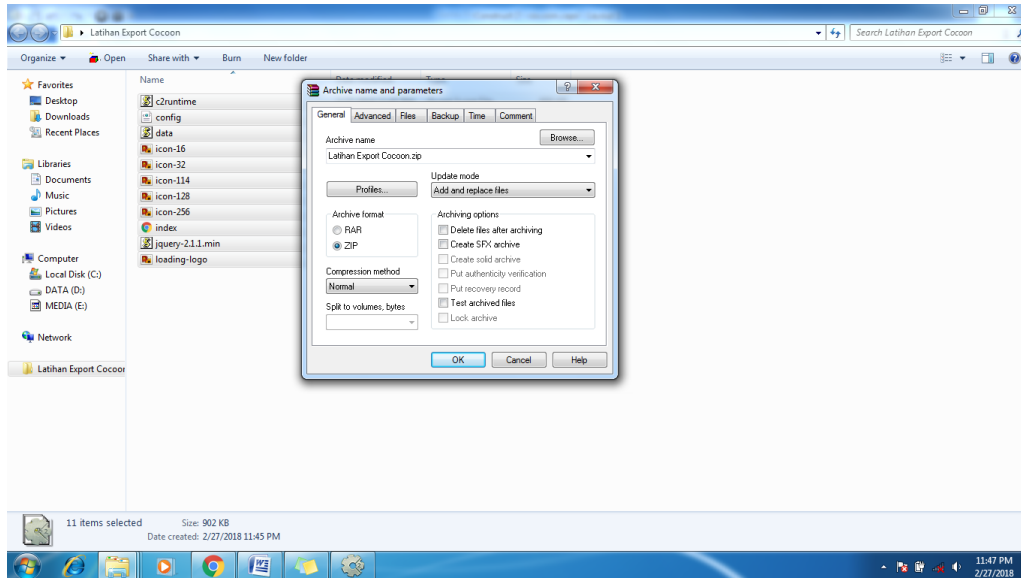 Latihan Export Cocoon
Search Latihan Export Cocoon
Organize
Open
Share with
Burn
New folder
Favorites
Desktop
Downloads
Recent Places
Libraries
Documents
Music
Pictures
Videos
Computer
Local Disk (C:)
DATA (D:)
MEDIA (E:)
Network
Latihan Export Cocoon
Name
c2runtime
config
data
icon-16
icon-32
icon-114
icon-128
icon-256
index
jquery-2.1.1.min
loading-logo
Archive name and parameters
General Advanced Files Backup Time Comment
Archive name
Browse...
Latihan Export Cocoon.zip
Profiles...
Update mode
Add and replace files
Archive format
RAR
ZIP
Compression method
Normal
Split to volumes, bytes
Archiving options
Delete files after archiving
Create SFX archive
Create solid archive
Put authenticity verification
Put recovery record
Test archived files
Lock archive
OK Cancel Help
11 items selected Size: 902 KB
Date created: 2/27/2018 11:45 PM
11:47 PM
2/27/2018